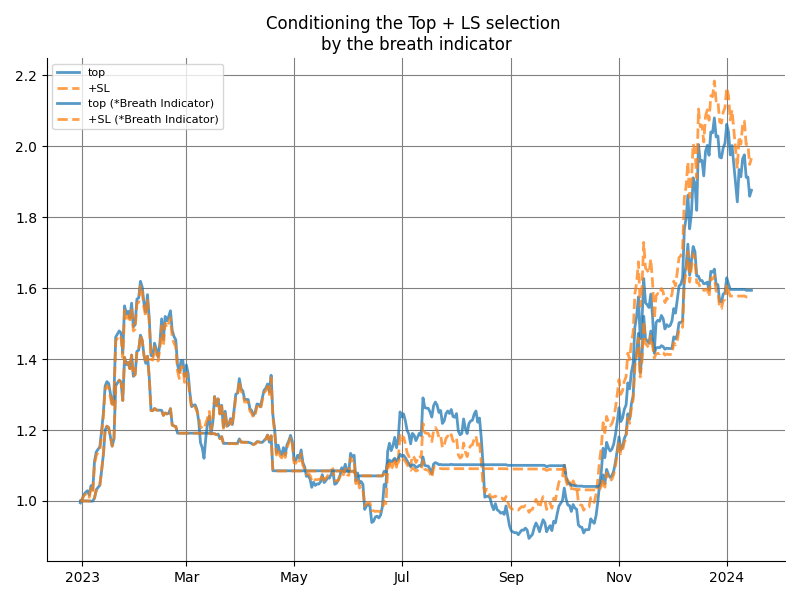 Conditioning the Top + LS selection
by the breath indicator
top
+SL
top (*Breath Indicator)
+SL (*Breath Indicator)
2.2
2.0
1.8
1.6
1.4
1.2
1.0
2023
Mar
May
Jul
Sep
Nov
2024